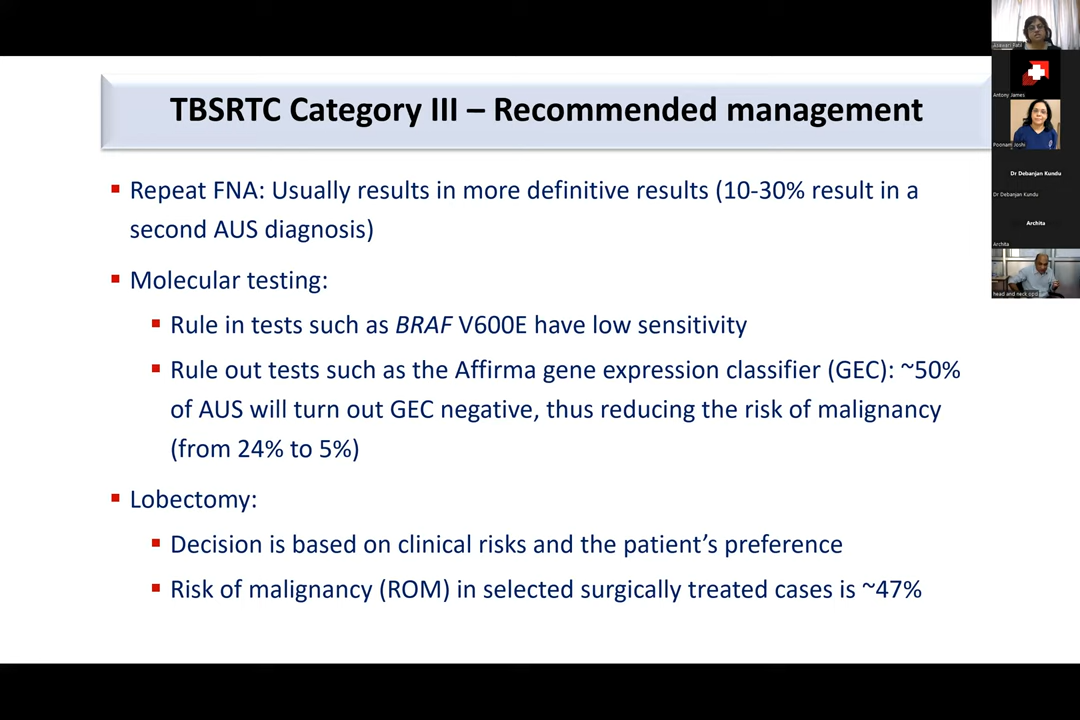 TBSRTC Category III – Recommended management
▪ Repeat FNA: Usually results in more definitive results (10-30% result in a
second AUS diagnosis)
▪ Molecular testing:
▪ Rule in tests such as BRAF V600E have low sensitivity
▪ Rule out tests such as the Affirma gene expression classifier (GEC): ~50%
of AUS will turn out GEC negative, thus reducing the risk of malignancy
(from 24% to 5%)
▪ Lobectomy:
▪ Decision is based on clinical risks and the patient’s preference
▪ Risk of malignancy (ROM) in selected surgically treated cases is ~47%
Asawari Patil
Antony James
Poonam Joshi
Dr Debanjan Kundu
Dr Debanjan Kundu
Archita
Archita
head and neck opd